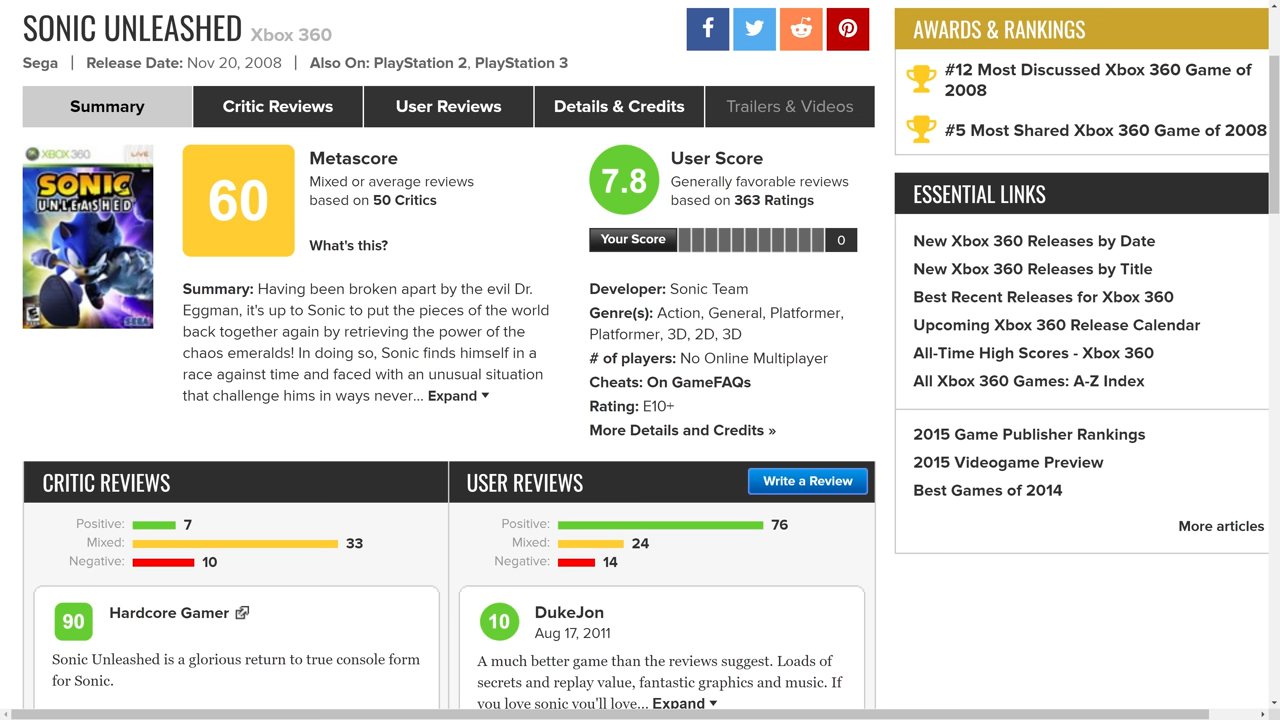 SONIC UNLEASHED Xbox 360
Sega | Release Date: Nov 20, 2008 | Also On: PlayStation 2, PlayStation 3
Summary
Critic Reviews
User Reviews
Details & Credits
Trailers & Videos
XBOX 360 LIVE
SONIC
UNLEASHED
SEGA
60
Metascore
Mixed or average reviews
based on 50 Critics
What's this?
Summary: Having been broken apart by the evil Dr.
Eggman, it's up to Sonic to put the pieces of the world
back together again by retrieving the power of the
chaos emeralds! In doing so, Sonic finds himself in a
race against time and faced with an unusual situation
that challenge hims in ways never... Expand
7.8
User Score
Generally favorable reviews
based on 363 Ratings
Your Score
0
Developer: Sonic Team
Genre(s): Action, General, Platformer,
Platformer, 3D, 2D, 3D
# of players: No Online Multiplayer
Cheats: On GameFAQs
Rating: E10+
More Details and Credits »
CRITIC REVIEWS
Positive: 7
Mixed: 33
Negative: 10
90
Hardcore Gamer
Sonic Unleashed is a glorious return to true console form
for Sonic.
USER REVIEWS
Write a Review
Positive: 76
Mixed: 24
Negative: 14
10
DukeJon
Aug 17, 2011
A much better game than the reviews suggest. Loads of
secrets and replay value, fantastic graphics and music. If
you love sonic you'll love... Expand
AWARDS & RANKINGS
#12 Most Discussed Xbox 360 Game of
2008
#5 Most Shared Xbox 360 Game of 2008
ESSENTIAL LINKS
New Xbox 360 Releases by Date
New Xbox 360 Releases by Title
Best Recent Releases for Xbox 360
Upcoming Xbox 360 Release Calendar
All-Time High Scores - Xbox 360
All Xbox 360 Games: A-Z Index
2015 Game Publisher Rankings
2015 Videogame Preview
Best Games of 2014
More articles